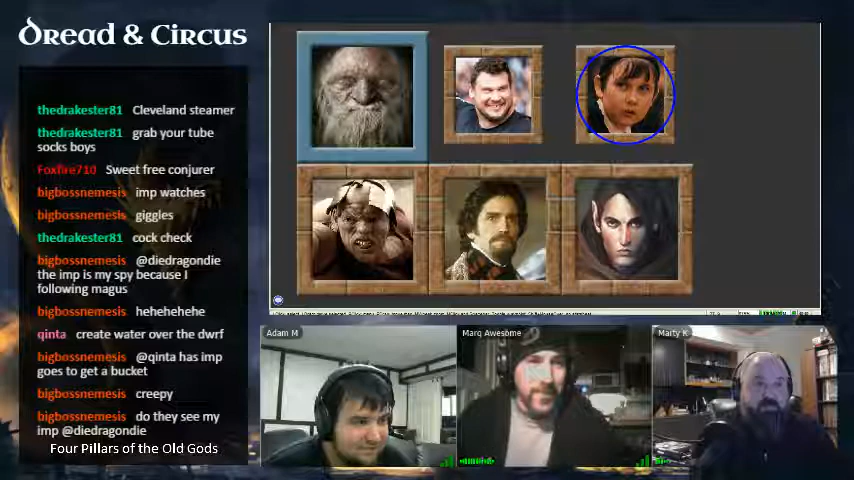 Dread & Circus
thedrakester81 Cleveland steamer
thedrakester81 grab your tube
socks boys
Foxfire710 Sweet free conjurer
bigbossnemesis imp watches
bigbossnemesis giggles
thedrakester81 cock check
bigbossnemesis @diedragondie
the imp is my spy because I
following magus
bigbossnemesis hehehehehe
qinta create water over the dwrf
bigbossnemesis @qinta has imp
goes to get a bucket
bigbossnemesis creepy
bigbossnemesis do they see my
imp @diedragondie
Four Pillars of the Old Gods
Adam M
Marq Awesome
Marty K